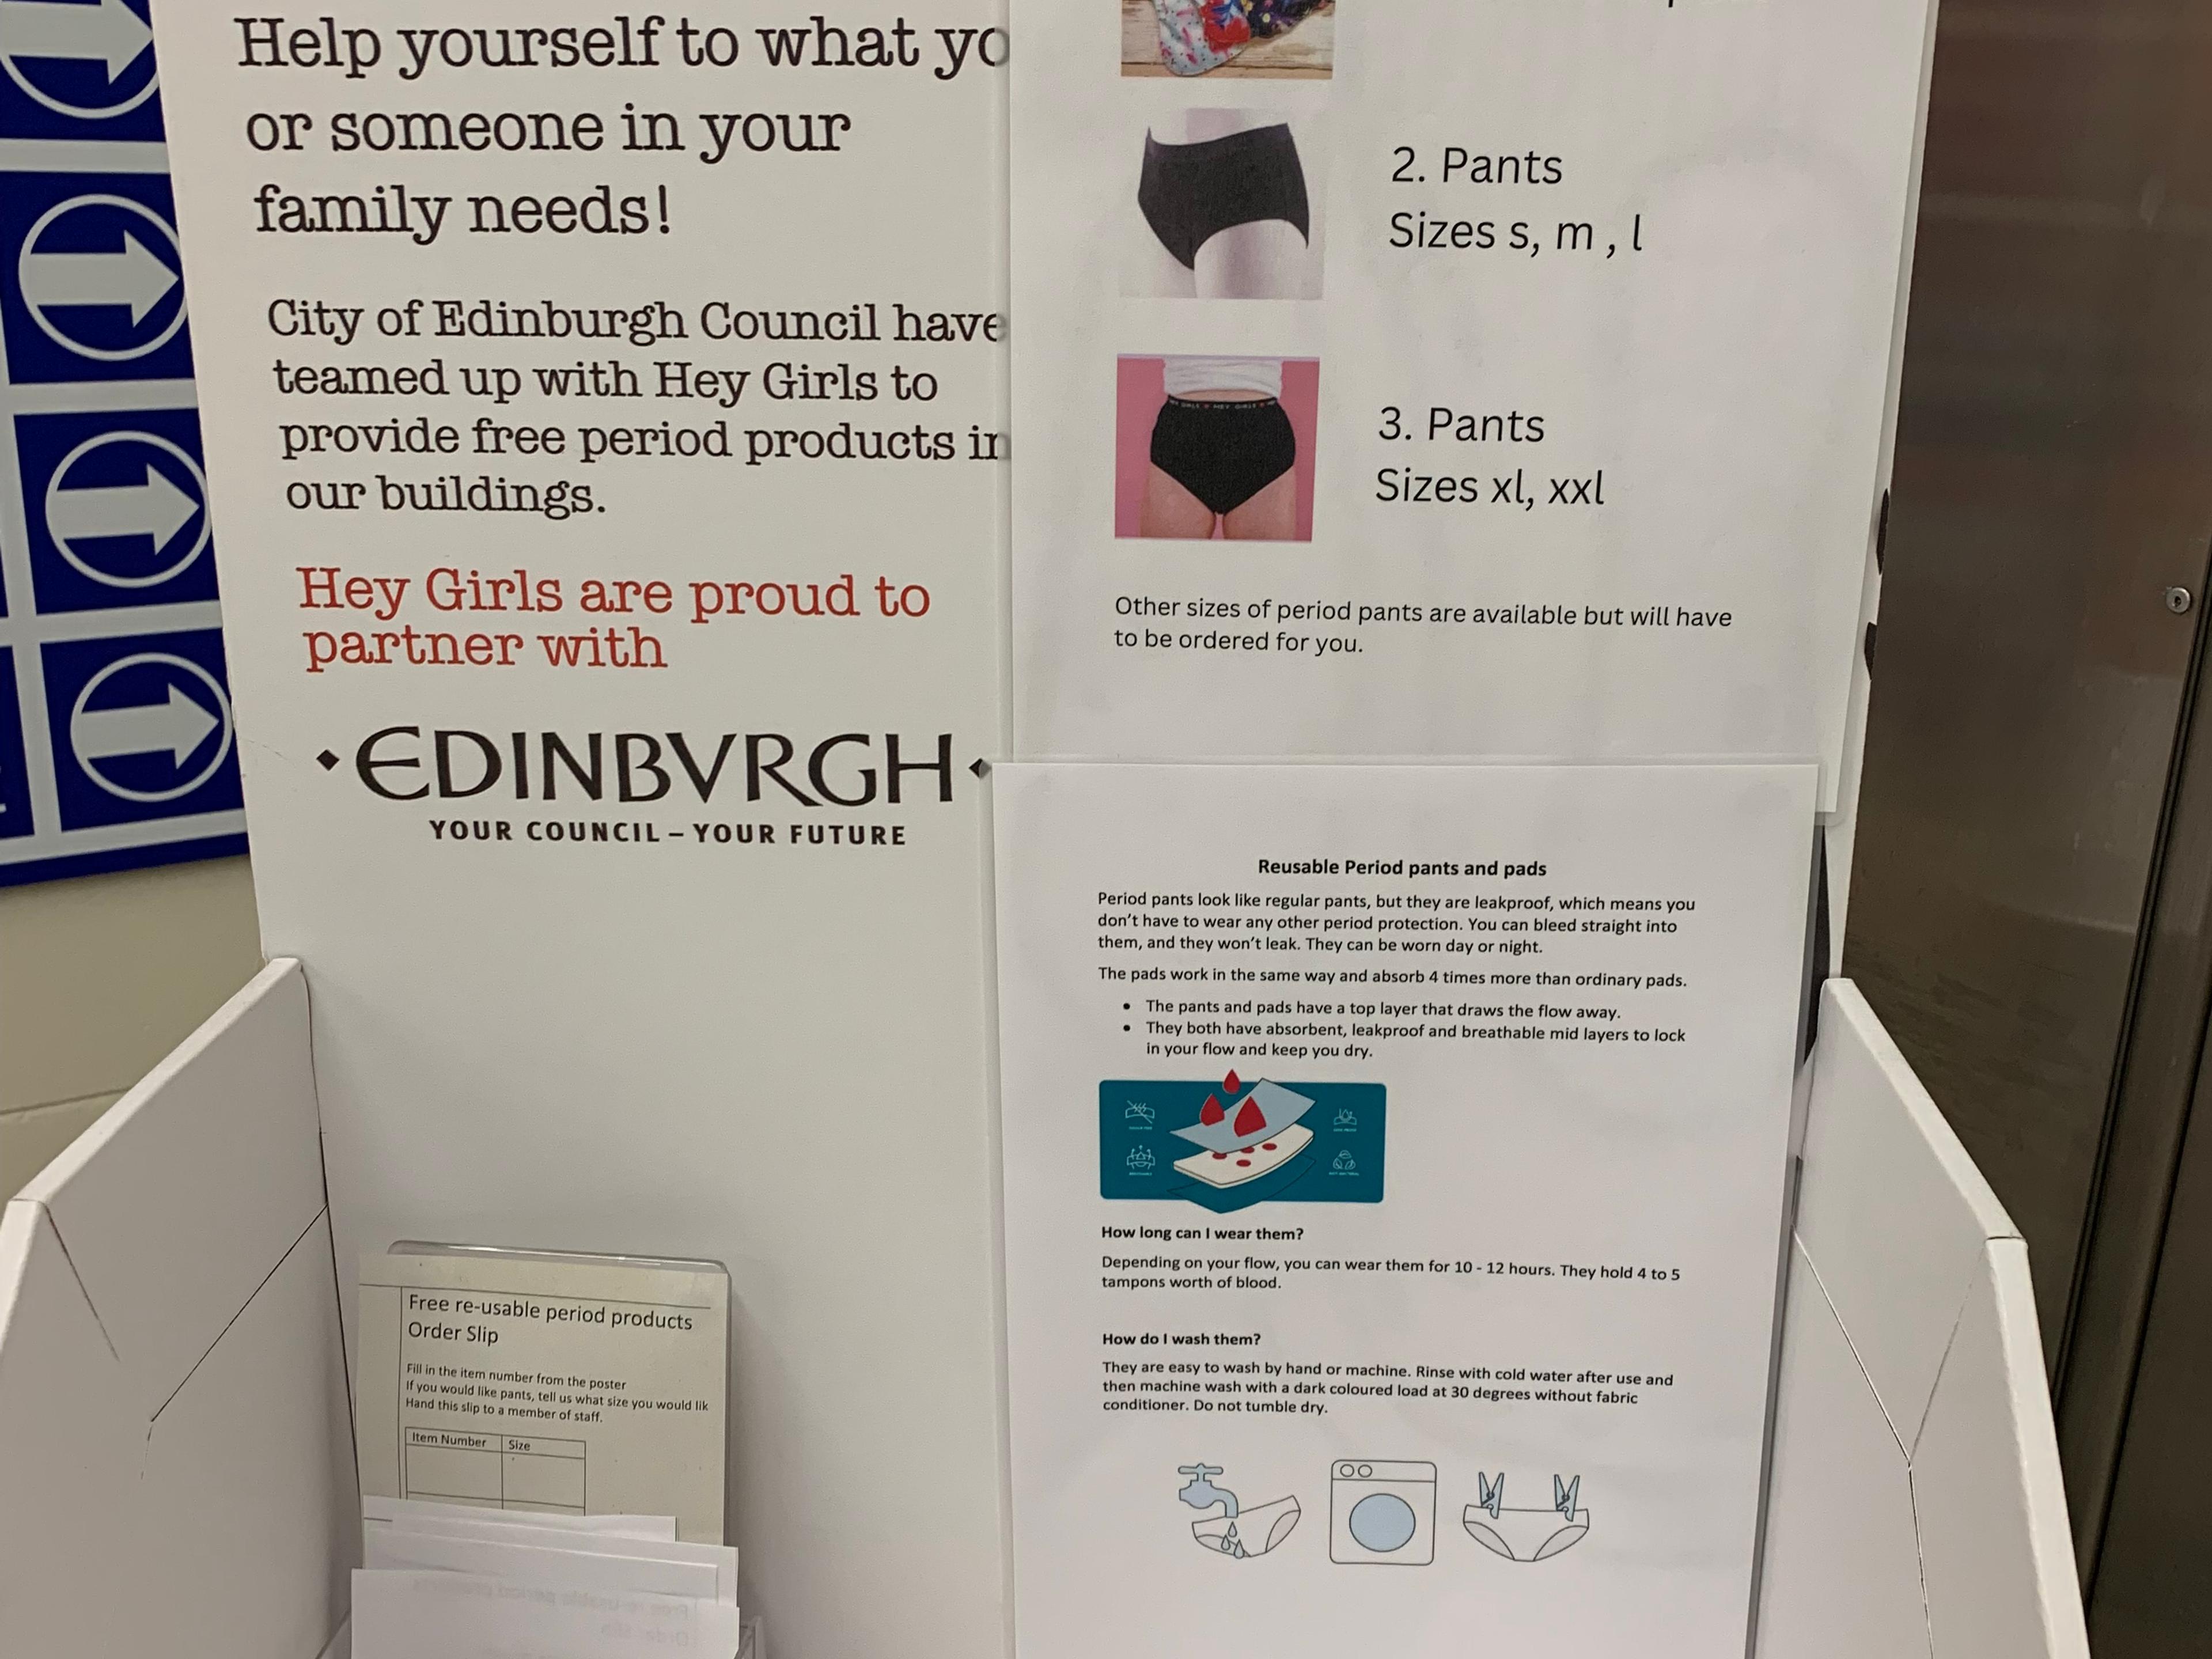 Help yourself to what
or someone in your
family needs!
City of Edinburgh Council have
teamed up with Hey Girls to
provide free period products in
our buildings.
Hey Girls are proud to
partner with
EDINBVRGH
YOUR COUNCIL – YOUR FUTURE
2. Pants
Sizes s, m , l
3. Pants
Sizes xl, xxl
Other sizes of period pants are available but will have
to be ordered for you.
Reusable Period pants and pads
Period pants look like regular pants, but they are leakproof, which means you
don't have to wear any other period protection. You can bleed straight into
them, and they won't leak. They can be worn day or night.
The pads work in the same way and absorb 4 times more than ordinary pads.
• The pants and pads have a top layer that draws the flow away.
• They both have absorbent, leakproof and breathable mid layers to lock
in your flow and keep you dry.
How long can I wear them?
Depending on your flow, you can wear them for 10 - 12 hours. They hold 4 to 5
tampons worth of blood.
How do I wash them?
They are easy to wash by hand or machine. Rinse with cold water after use and
then machine wash with a dark coloured load at 30 degrees without fabric
conditioner. Do not tumble dry.
Free re-usable period products
Order Slip
Fill in the item number from the poster
If you would like pants, tell us what size you would lik
Hand this slip to a member of staff.
Item Number Size